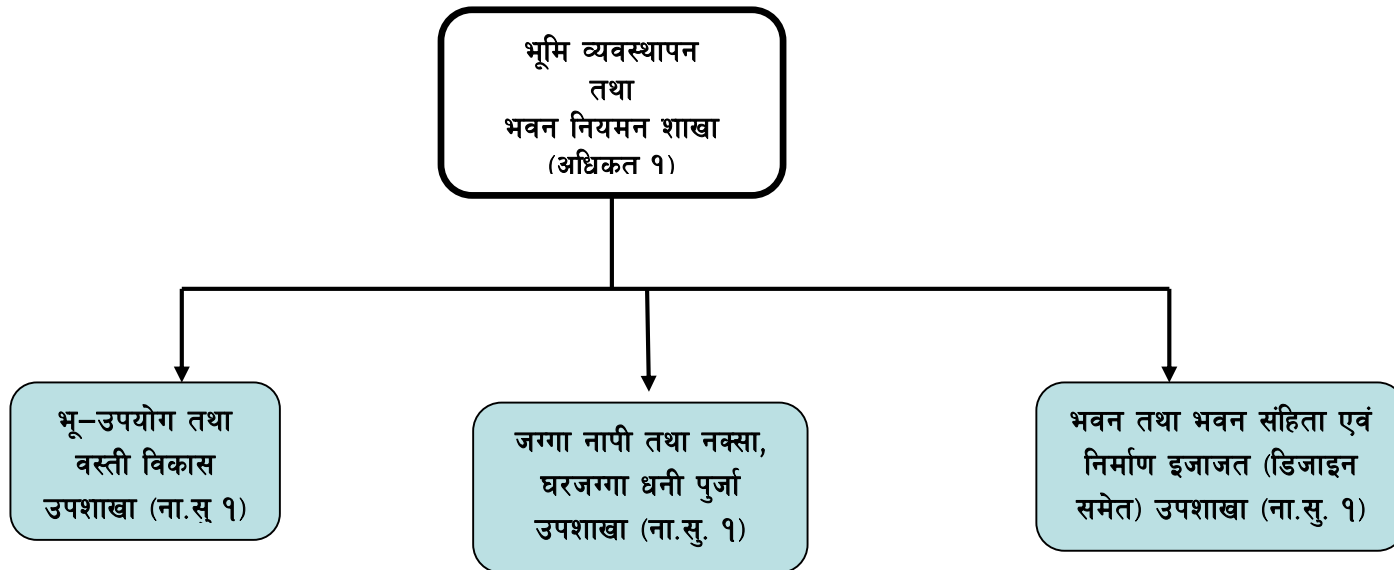 भूमि व्यवस्थापन
तथा
भवन नियमन शाखा
(अधिकत १)
भू–उपयोग तथा
वस्ती विकास
उपशाखा (ना.सु १)
जग्गा नापी तथा नक्सा,
घरजग्गा धनी पुर्जा
उपशाखा (ना.सु. १)
भवन तथा भवन संहिता एवं
निर्माण इजाजत (डिजाइन
समेत) उपशाखा (ना.सु. १)